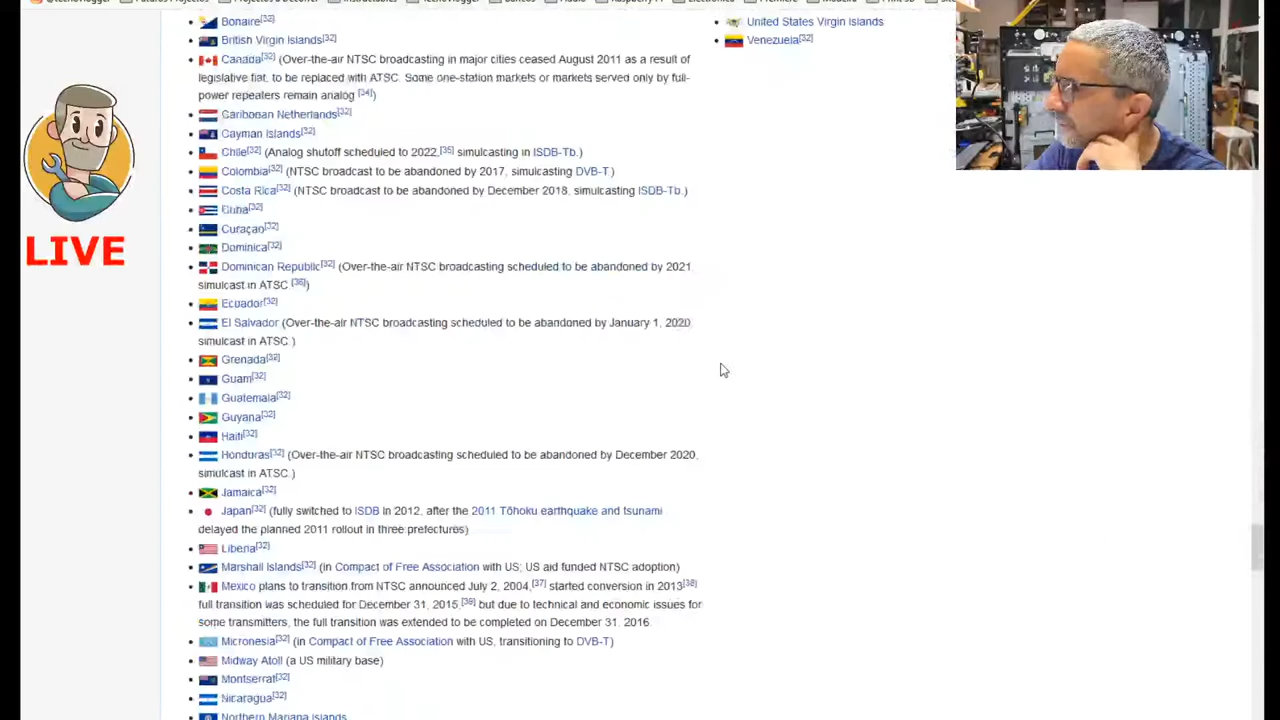 Bonaire[32]
British Virgin Islands[32]
Canada[32] (Over-the-air NTSC broadcasting in major cities ceased August 2011 as a result of
legislative fiat, to be replaced with ATSC. Some one-station markets or markets served only by full-
power repeaters remain analog [34])
Caribbean Netherlands[32]
Cayman Islands[32]
Chile[32] (Analog shutoff scheduled to 2022,[35] simulcasting in ISDB-Tb.)
Colombia[32] (NTSC broadcast to be abandoned by 2017, simulcasting DVB-T.)
Costa Rica[32] (NTSC broadcast to be abandoned by December 2018, simulcasting ISDB-Tb.)
Cuba[32]
Curaçao[32]
Dominica[32]
Dominican Republic[32] (Over-the-air NTSC broadcasting scheduled to be abandoned by 2021,
simulcast in ATSC [36])
Ecuador[32]
El Salvador (Over-the-air NTSC broadcasting scheduled to be abandoned by January 1, 2020,
simulcast in ATSC.)
Grenada[32]
Guam[32]
Guatemala[32]
Guyana[32]
Haiti[32]
Honduras[32] (Over-the-air NTSC broadcasting scheduled to be abandoned by December 2020,
simulcast in ATSC.)
Jamaica[32]
Japan[32] (fully switched to ISDB in 2012, after the 2011 Tōhoku earthquake and tsunami
delayed the planned 2011 rollout in three prefectures)
Liberia[32]
Marshall Islands[32] (in Compact of Free Association with US; US aid funded NTSC adoption)
Mexico plans to transition from NTSC announced July 2, 2004,[37] started conversion in 2013[38]
full transition was scheduled for December 31, 2015,[39] but due to technical and economic issues for
some transmitters, the full transition was extended to be completed on December 31, 2016.
Micronesia[32] (in Compact of Free Association with US, transitioning to DVB-T)
Midway Atoll (a US military base)
Montserrat[32]
Nicaragua[32]
Northern Mariana Islands
United States Virgin Islands
Venezuela[32]
LIVE